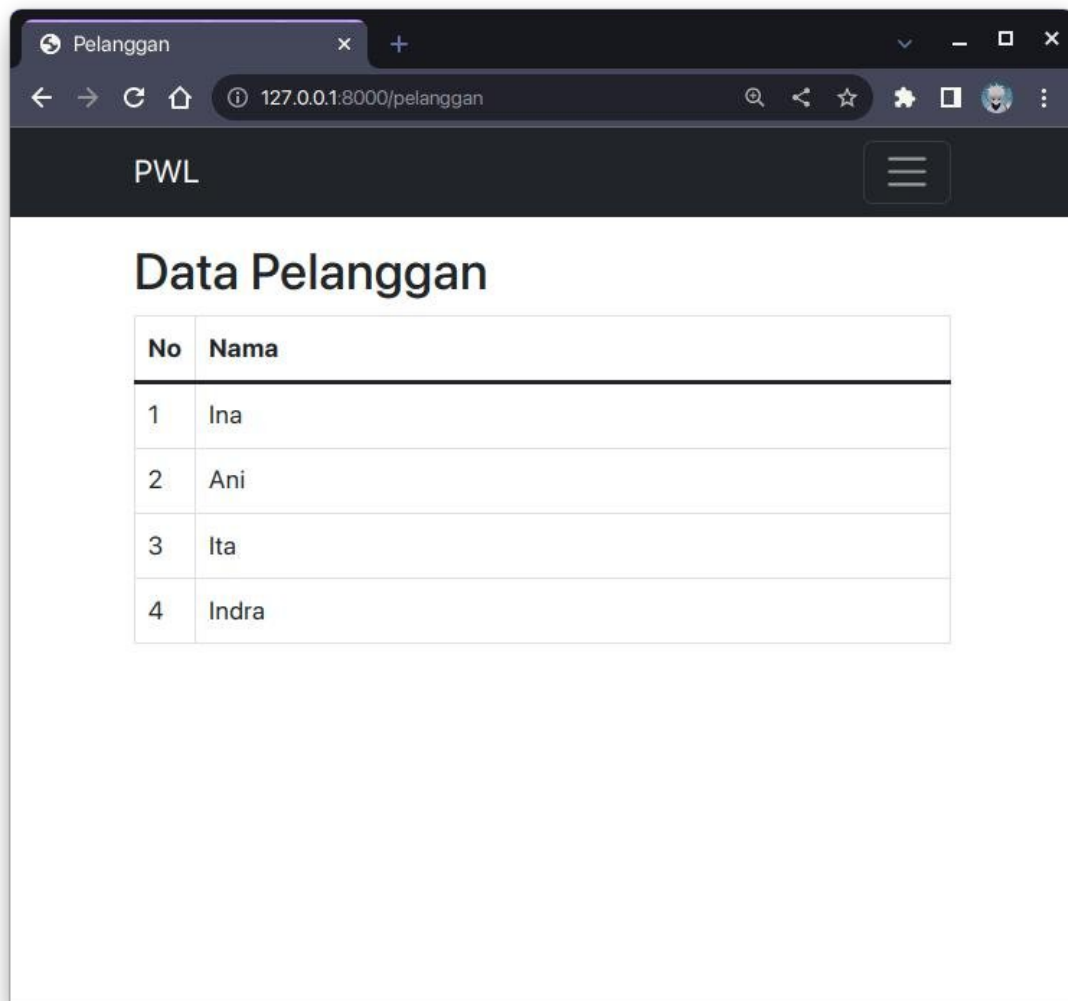 Pelanggan
127.0.0.1:8000/pelanggan
PWL
Data Pelanggan
No Nama
1 Ina
2 Ani
3 Ita
4 Indra